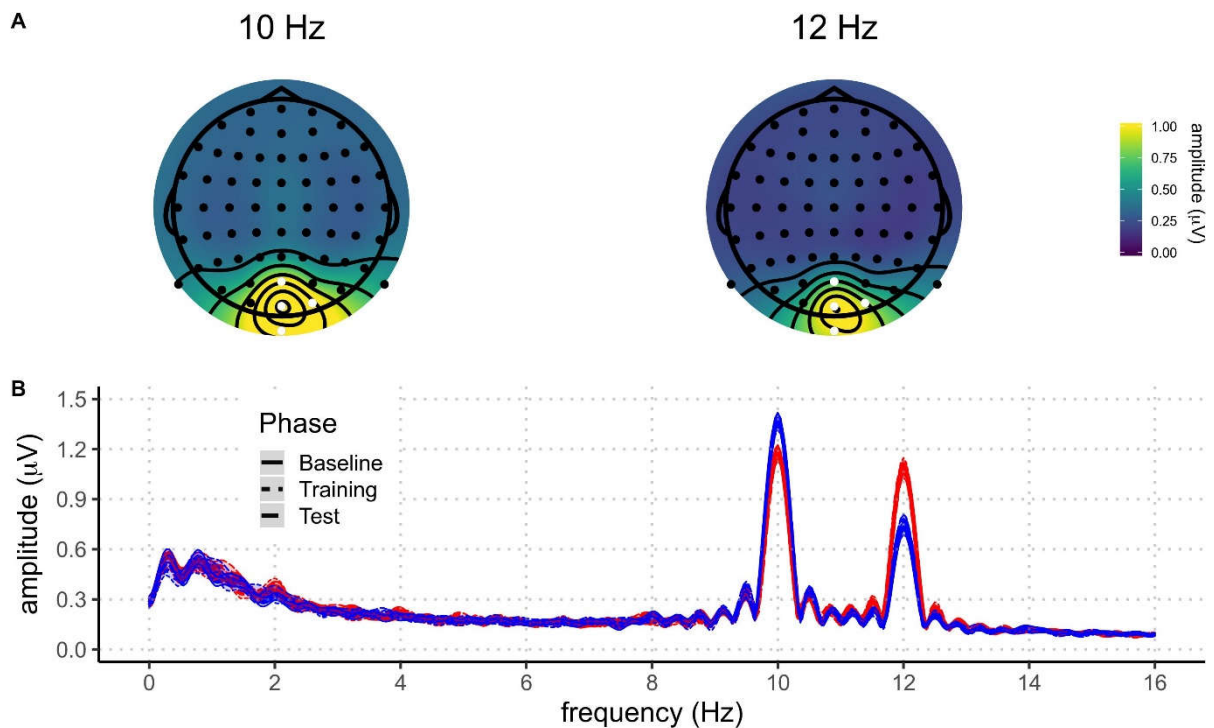 A
10 Hz
12 Hz
1.00
0.75
0.50
0.25
0.00
amplitude (μV)
B
1.5
1.2
0.9
0.6
0.3
0.0
amplitude (μV)
Phase
Baseline
Training
Test
0 2 4 6 8 10 12 14 16
frequency (Hz)